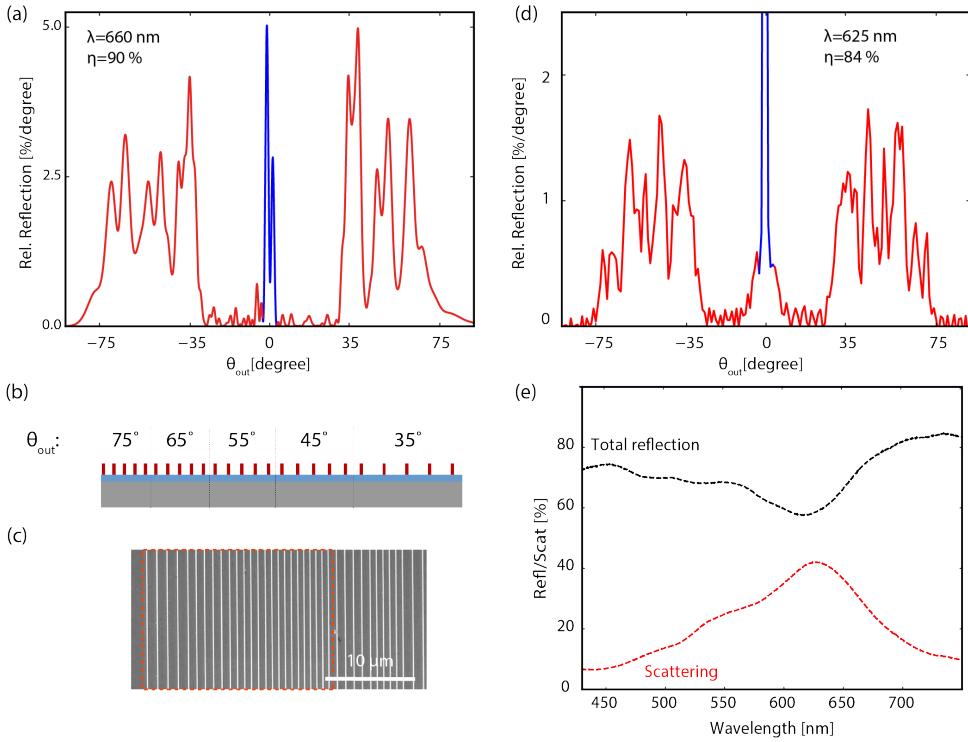 (a)
λ=660 nm
η=90 %
Rel. Reflection [%/degree]
5.0
2.5
0.0
−75
−35
0
35
75
θout[degree]
(d)
λ=625 nm
η=84 %
Rel. Reflection [%/degree]
2
1
0
−75
−35
0
35
75
θout[degree]
(b)
θout: 75° 65° 55° 45° 35°
(c)
10 μm
(e)
Total reflection
Scattering
Refl/Scat [%]
80
60
40
20
0
450
500
550
600
650
700
Wavelength [nm]